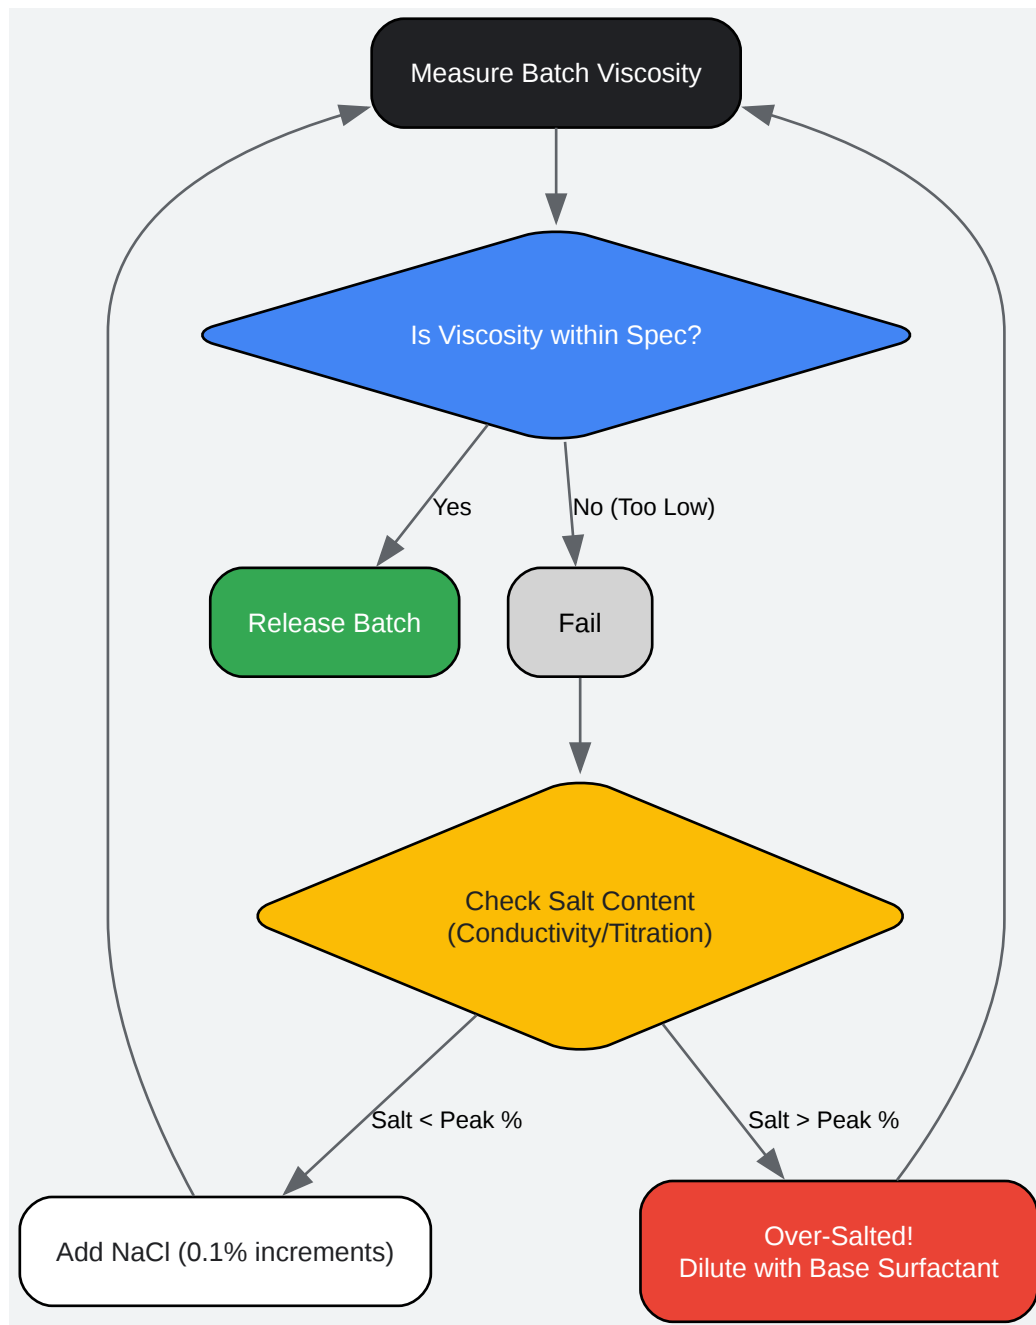 Measure Batch Viscosity
Is Viscosity within Spec?
Yes
No (Too Low)
Release Batch
Fail
Check Salt Content
(Conductivity/Titration)
Salt < Peak %
Salt > Peak %
Add NaCl (0.1% increments)
Over-Salted!
Dilute with Base Surfactant